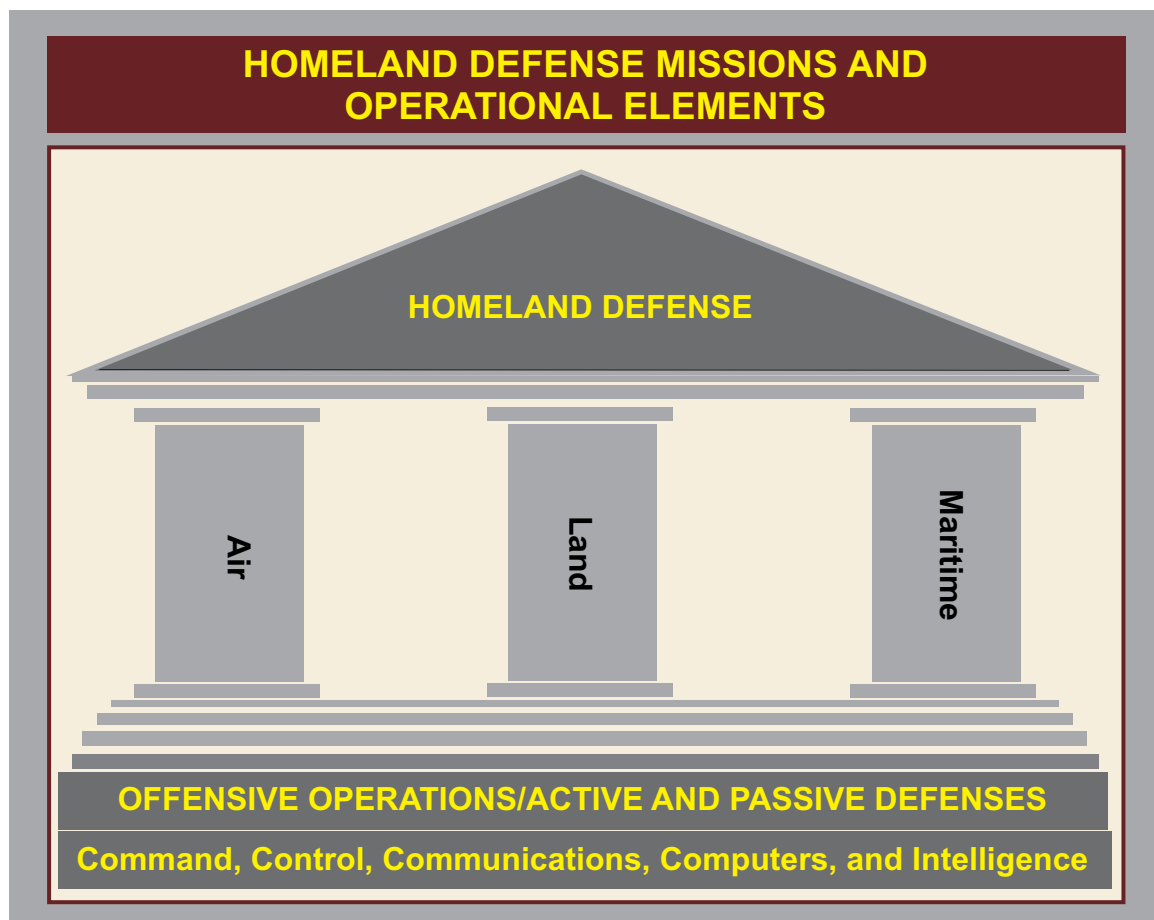 HOMELAND DEFENSE MISSIONS AND
OPERATIONAL ELEMENTS
HOMELAND DEFENSE
Air
Land
Maritime
OFFENSIVE OPERATIONS/ACTIVE AND PASSIVE DEFENSES
Command, Control, Communications, Computers, and Intelligence